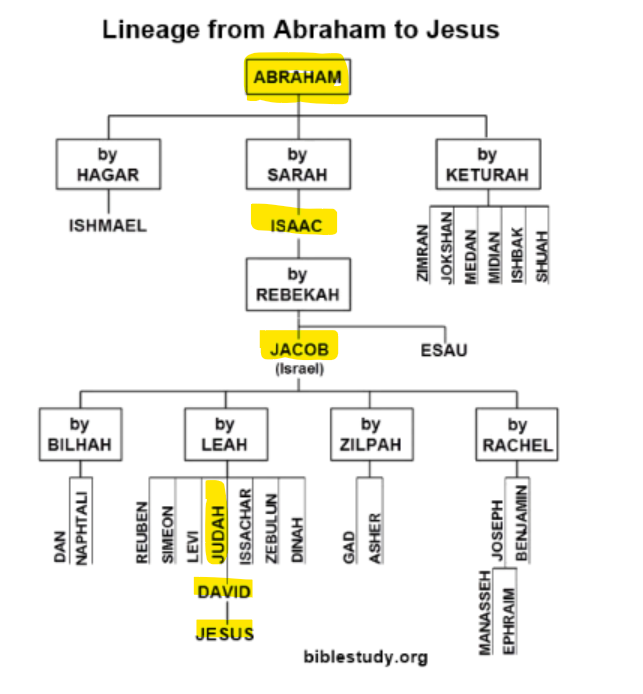 Lineage from Abraham to Jesus
ABRAHAM
by
HAGAR
by
SARAH
by
KETURAH
ISHMAEL
ISAAC
ZIMRAN
JOKSHAN
MEDAN
MIDIAN
ISHBAK
SHUAH
by
REBEKAH
JACOB
(Israel)
ESAU
by
BILHAH
by
LEAH
by
ZILPAH
by
RACHEL
DAN
NAPHTALI
REUBEN
SIMEON
LEVI
JUDAH
ISSACHAR
ZEBULUN
DINAH
GAD
ASHER
JOSEPH
BENJAMIN
MANASSEH
EPHRAIM
DAVID
JESUS
biblestudy.org